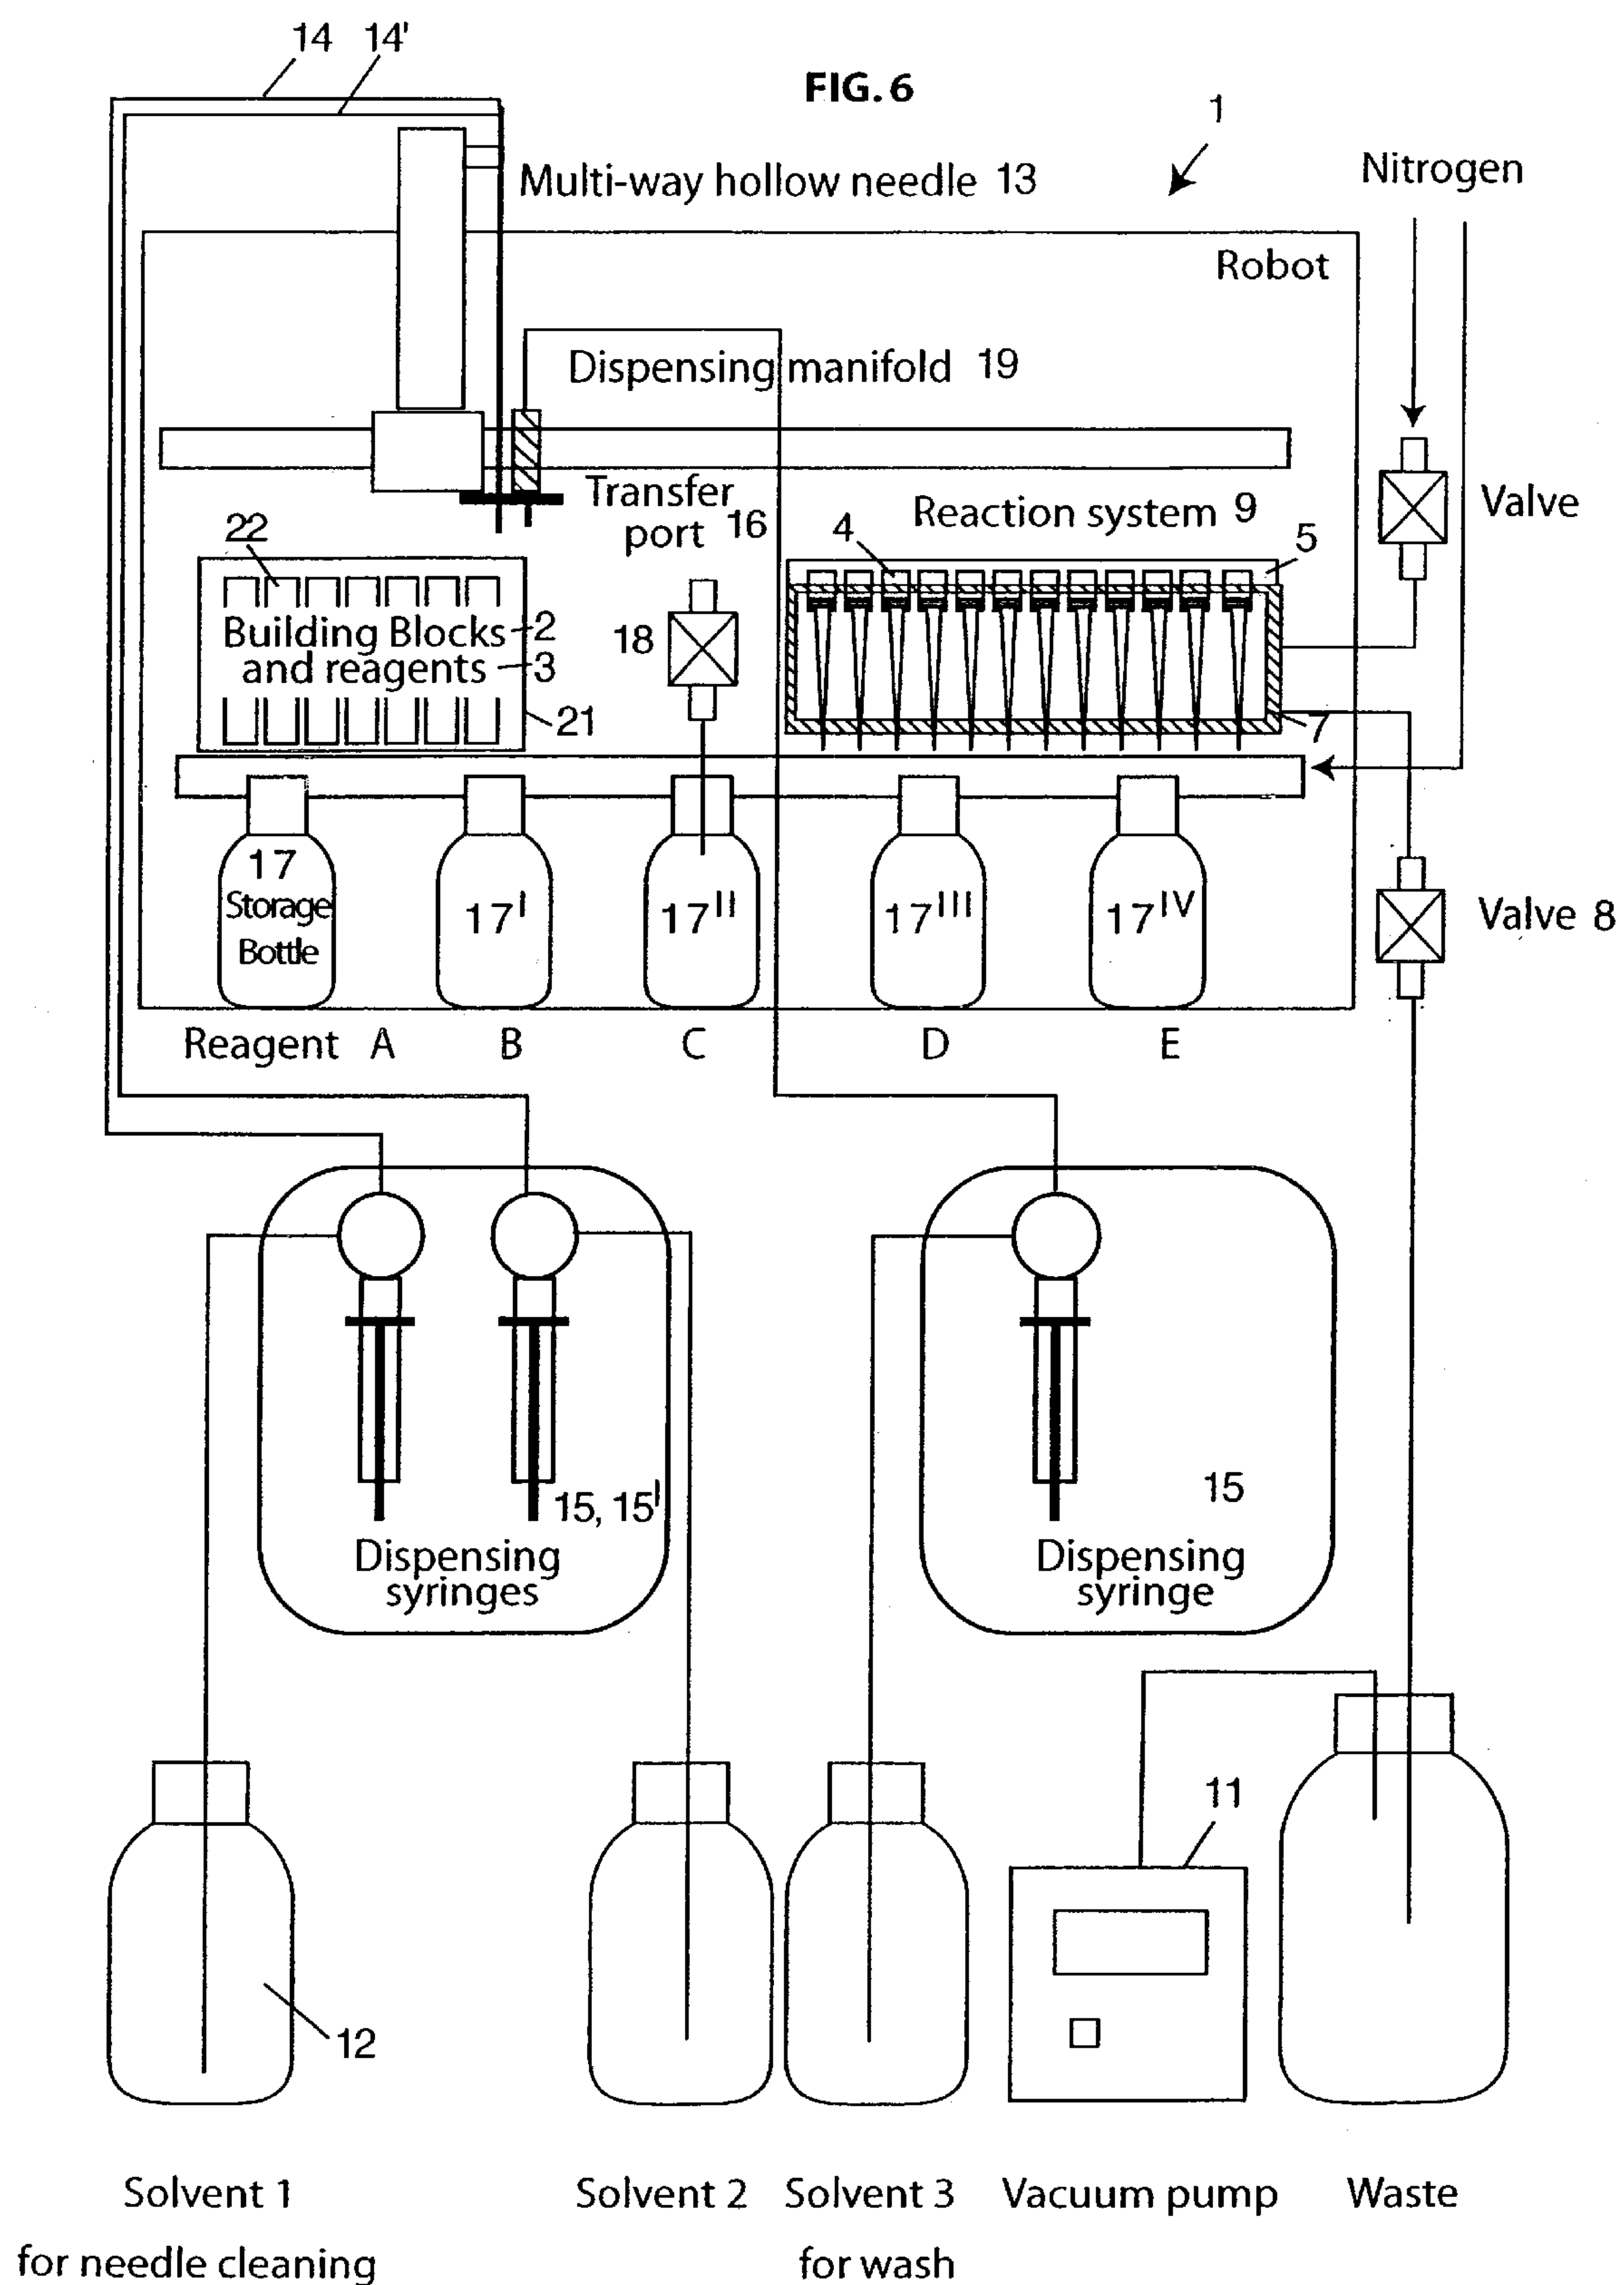 14 14'
FIG. 6
1
Multi-way hollow needle 13
Nitrogen
Robot
Dispensing manifold 19
Transfer
port 16
Reaction system 9
Valve
22
4
5
Building Blocks 2
and reagents 3
18
21
7
17
Storage
Bottle
17I
17II
17III
17IV
Valve 8
Reagent A B C D E
15, 15I
Dispensing
syringes
15
Dispensing
syringe
11
12
Solvent 1
for needle cleaning
Solvent 2
Solvent 3
for wash
Vacuum pump
Waste